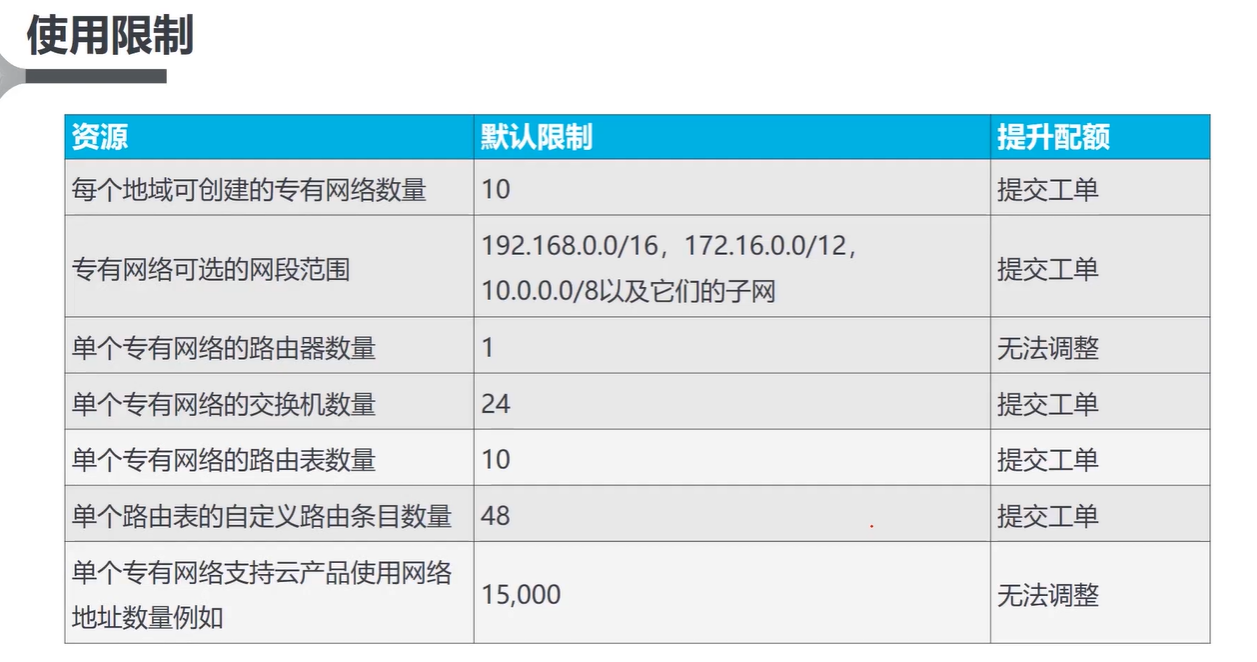 使用限制
资源 默认限制 提升配额
每个地域可创建的专有网络数量 10 提交工单
专有网络可选的网段范围 192.168.0.0/16，172.16.0.0/12，
10.0.0.0/8以及它们的子网 提交工单
单个专有网络的路由器数量 1 无法调整
单个专有网络的交换机数量 24 提交工单
单个专有网络的路由表数量 10 提交工单
单个路由表的自定义路由条目数量 48 提交工单
单个专有网络支持云产品使用网络
地址数量例如 15,000 无法调整